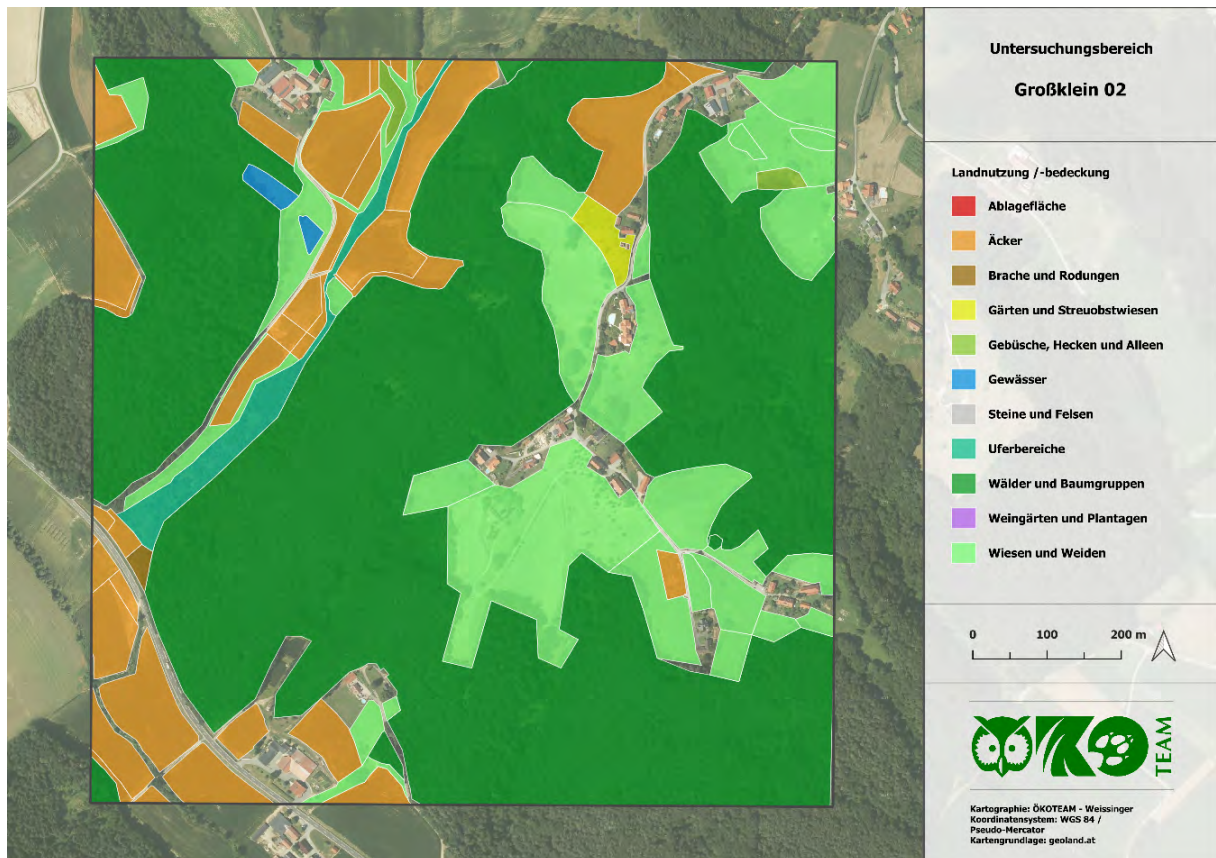 Untersuchungsbereich
Großklein 02
Landnutzung /-bedeckung
Ablagefläche
Äcker
Brache und Rodungen
Gärten und Streuobstwiesen
Gebüsche, Hecken und Alleen
Gewässer
Steine und Felsen
Uferbereiche
Wälder und Baumgruppen
Weingärten und Plantagen
Wiesen und Weiden
0 100 200 m
ÖKO
TEAM
Kartographie: ÖKOTEAM - Weissinger
Koordinatensystem: WGS 84 /
Pseudo-Mercator
Kartengrundlage: geoland.at